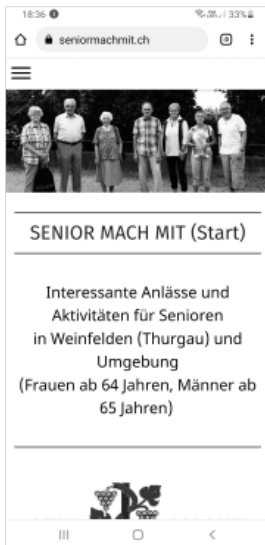 18:36
33%
seniormachmit.ch
SENIOR MACH MIT (Start)
Interessante Anlässe und
Aktivitäten für Senioren
in Weinfelden (Thurgau) und
Umgebung
(Frauen ab 64 Jahren, Männer ab
65 Jahren)